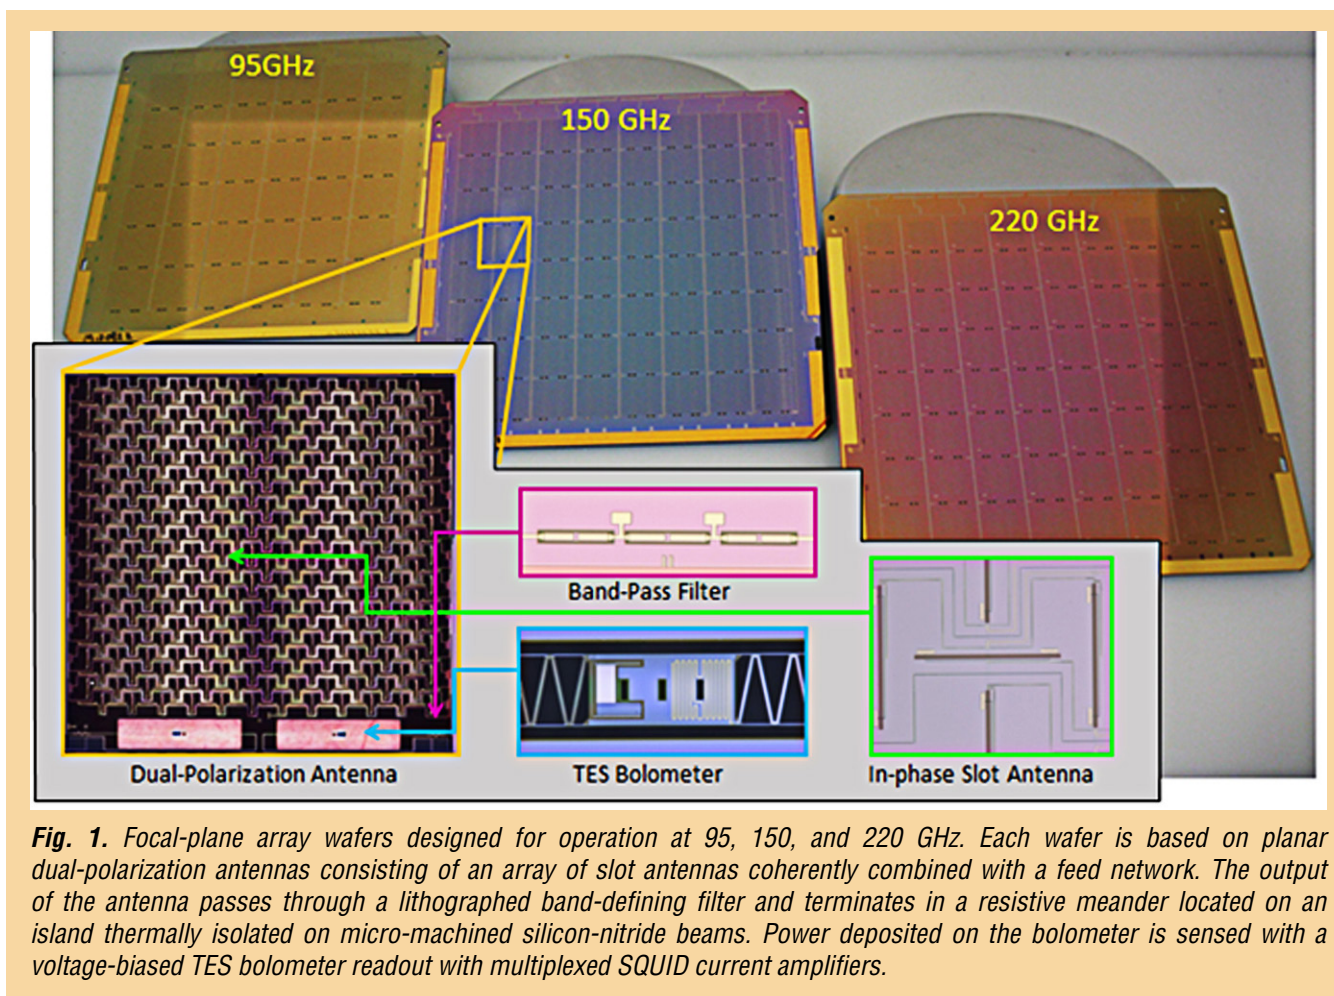 95GHz
150 GHz
220 GHz
Band-Pass Filter
Dual-Polarization Antenna
TES Bolometer
In-phase Slot Antenna
Fig. 1. Focal-plane array wafers designed for operation at 95, 150, and 220 GHz. Each wafer is based on planar
dual-polarization antennas consisting of an array of slot antennas coherently combined with a feed network. The output
of the antenna passes through a lithographed band-defining filter and terminates in a resistive meander located on an
island thermally isolated on micro-machined silicon-nitride beams. Power deposited on the bolometer is sensed with a
voltage-biased TES bolometer readout with multiplexed SQUID current amplifiers.